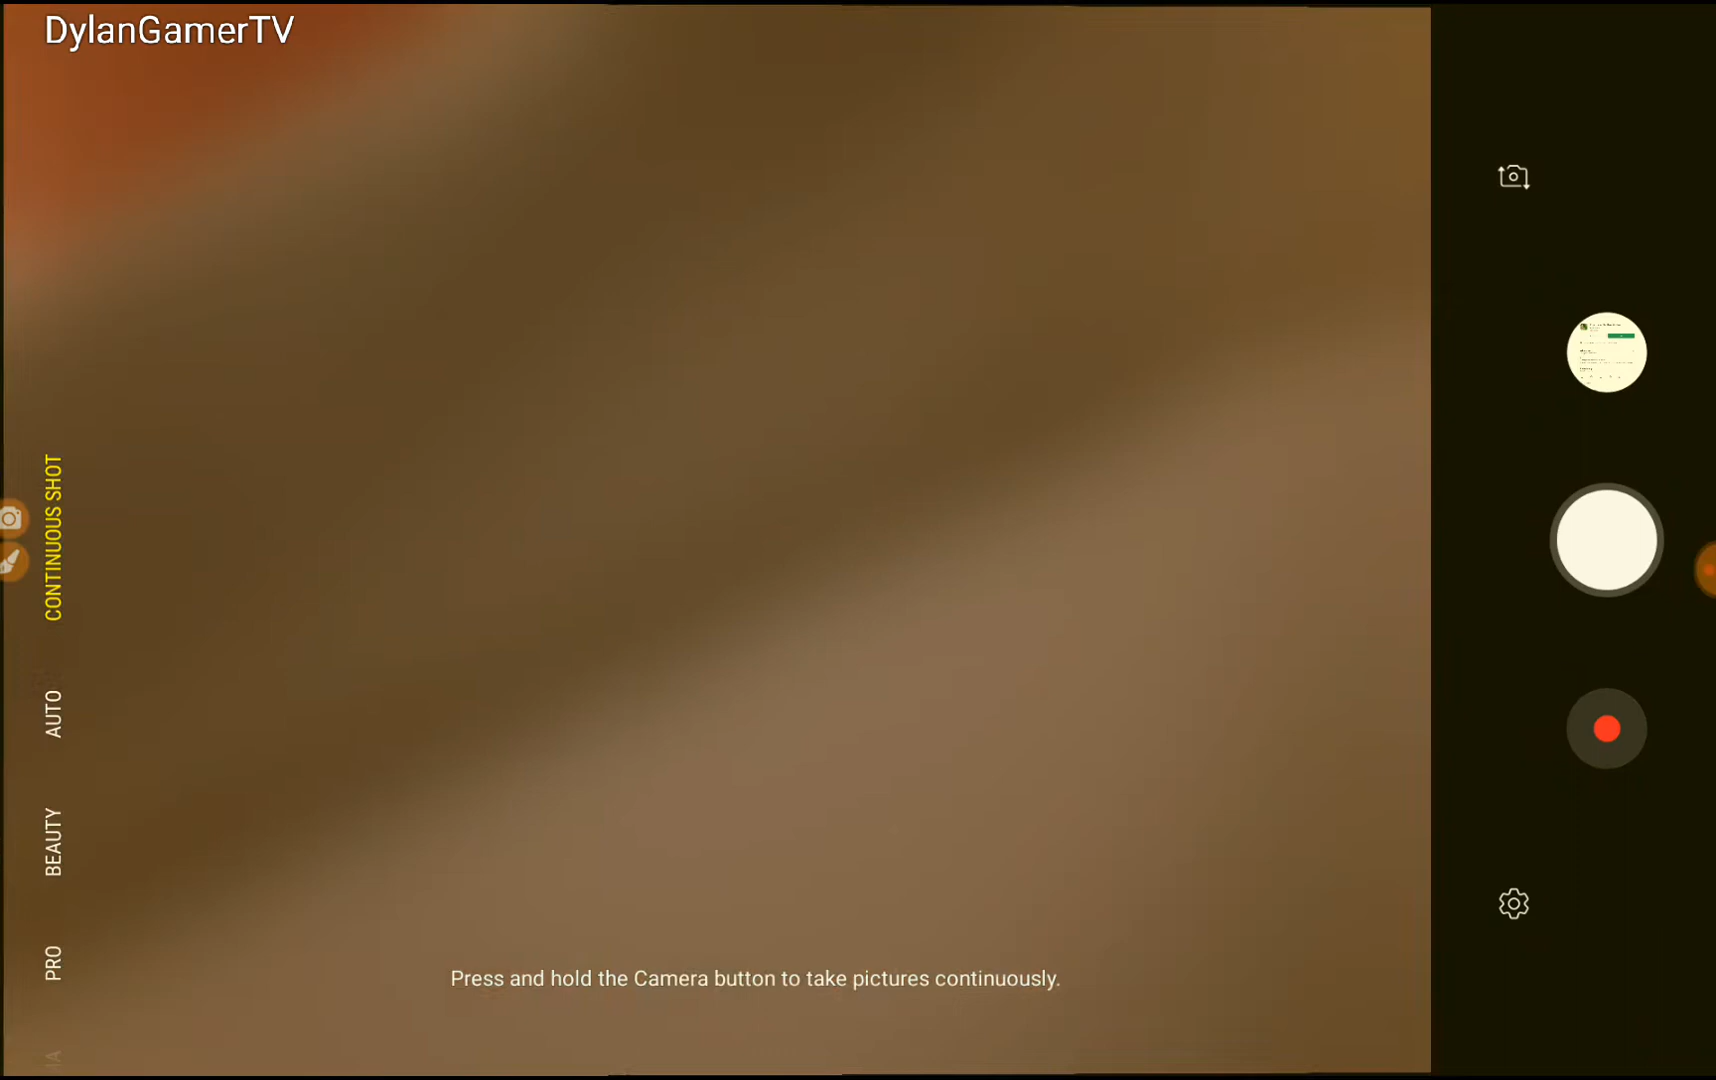 DylanGamerTV
CONTINUOUS SHOT
AUTO
BEAUTY
PRO
Press and hold the Camera button to take pictures continuously.